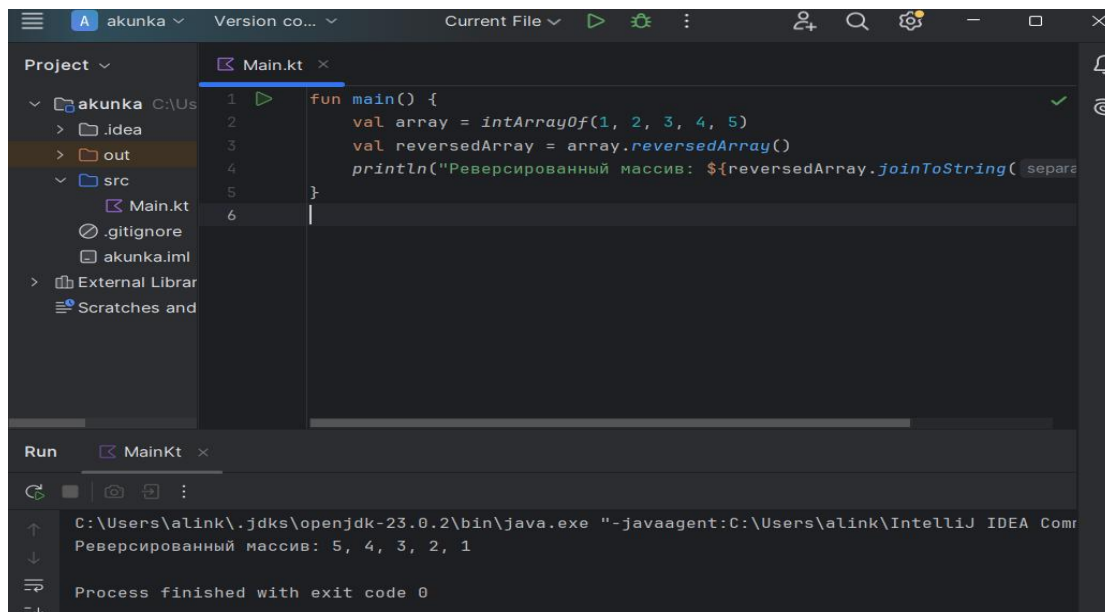 A akunka Version co... Current File
Project
Main.kt
akunka C:\Us
.idea
out
src
Main.kt
.gitignore
akunka.iml
External Librar
Scratches and
1 fun main() {
2 val array = intArrayOf(1, 2, 3, 4, 5)
3 val reversedArray = array.reversedArray()
4 println("Реверсированный массив: ${reversedArray.joinToString( separa
5 }
6
Run MainKt
C:\Users\alink\.jdks\openjdk-23.0.2\bin\java.exe "-javaagent:C:\Users\alink\IntelliJ IDEA Com
Реверсированный массив: 5, 4, 3, 2, 1
Process finished with exit code 0